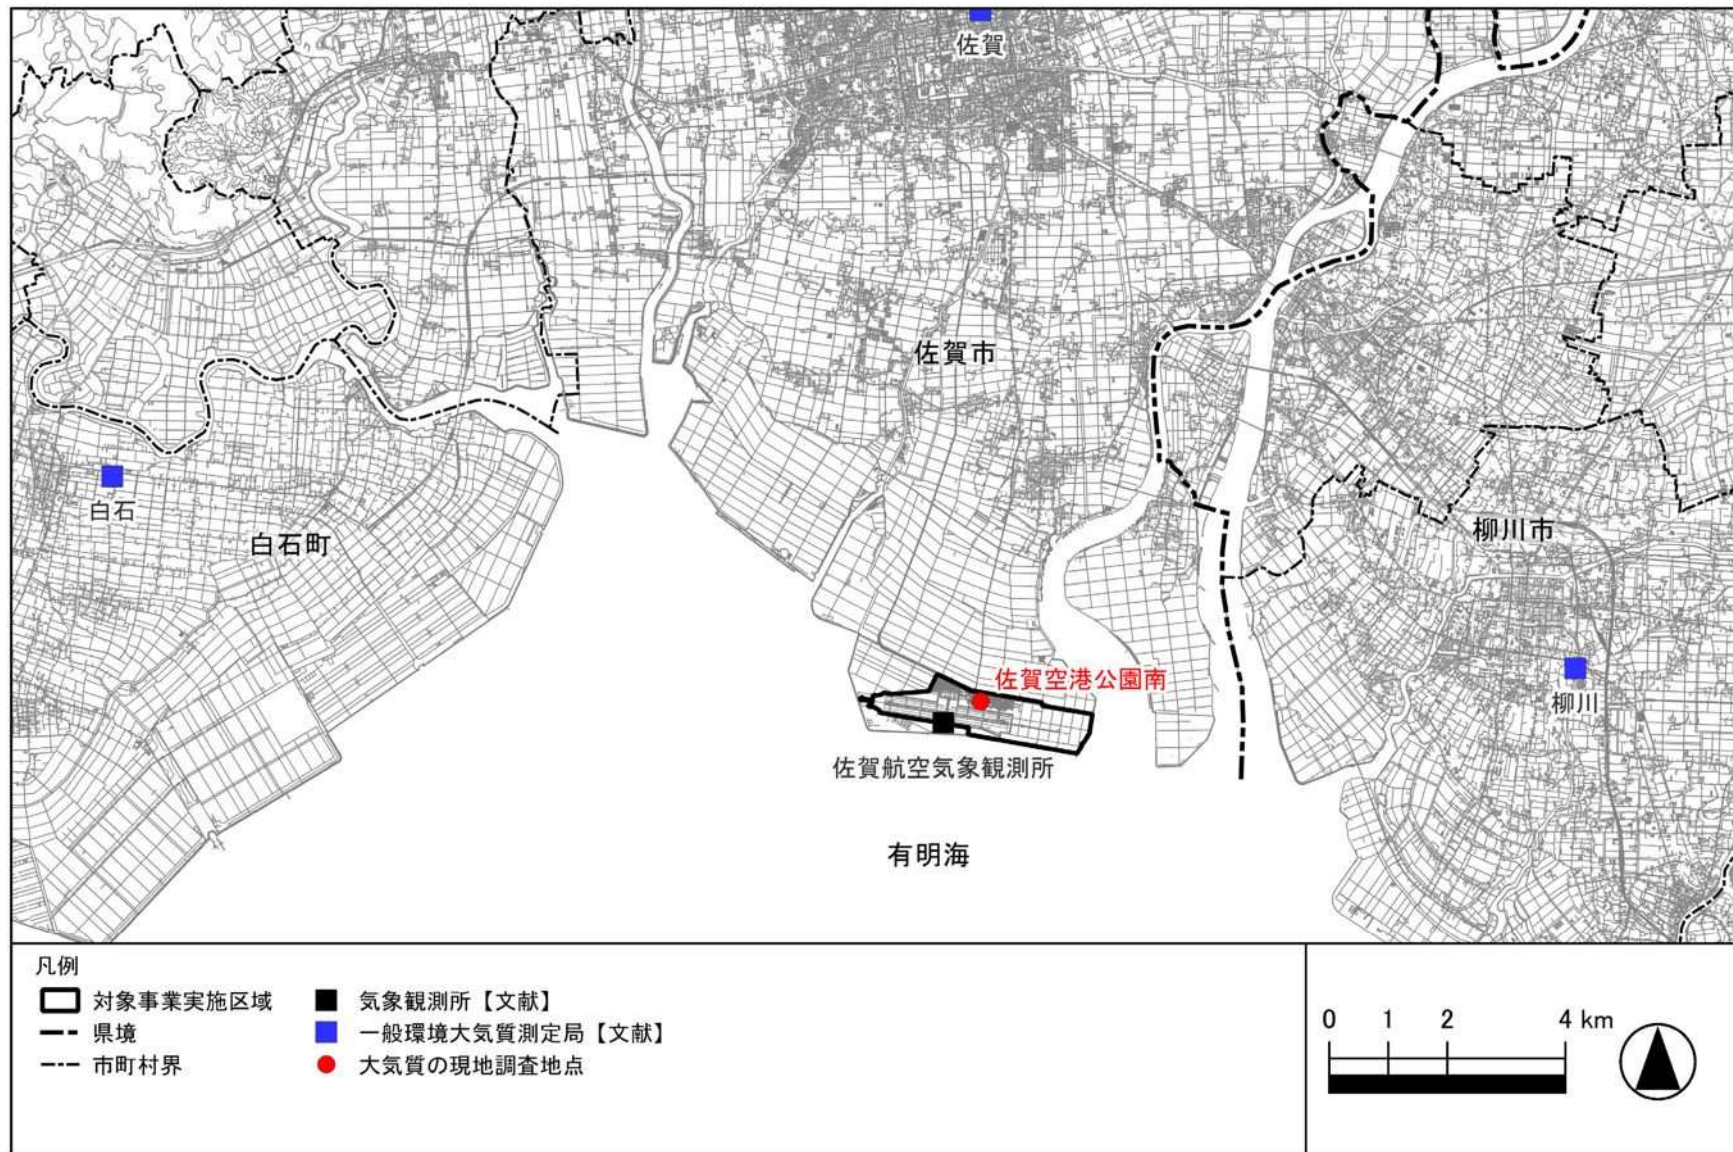 佐賀
佐賀市
白石
白石町
柳川市
佐賀空港公園南
柳川
佐賀航空気象観測所
有明海
凡例
対象事業実施区域
県境
市町村界
気象観測所【文献】
一般環境大気質測定局【文献】
大気質の現地調査地点
0 1 2 4 km